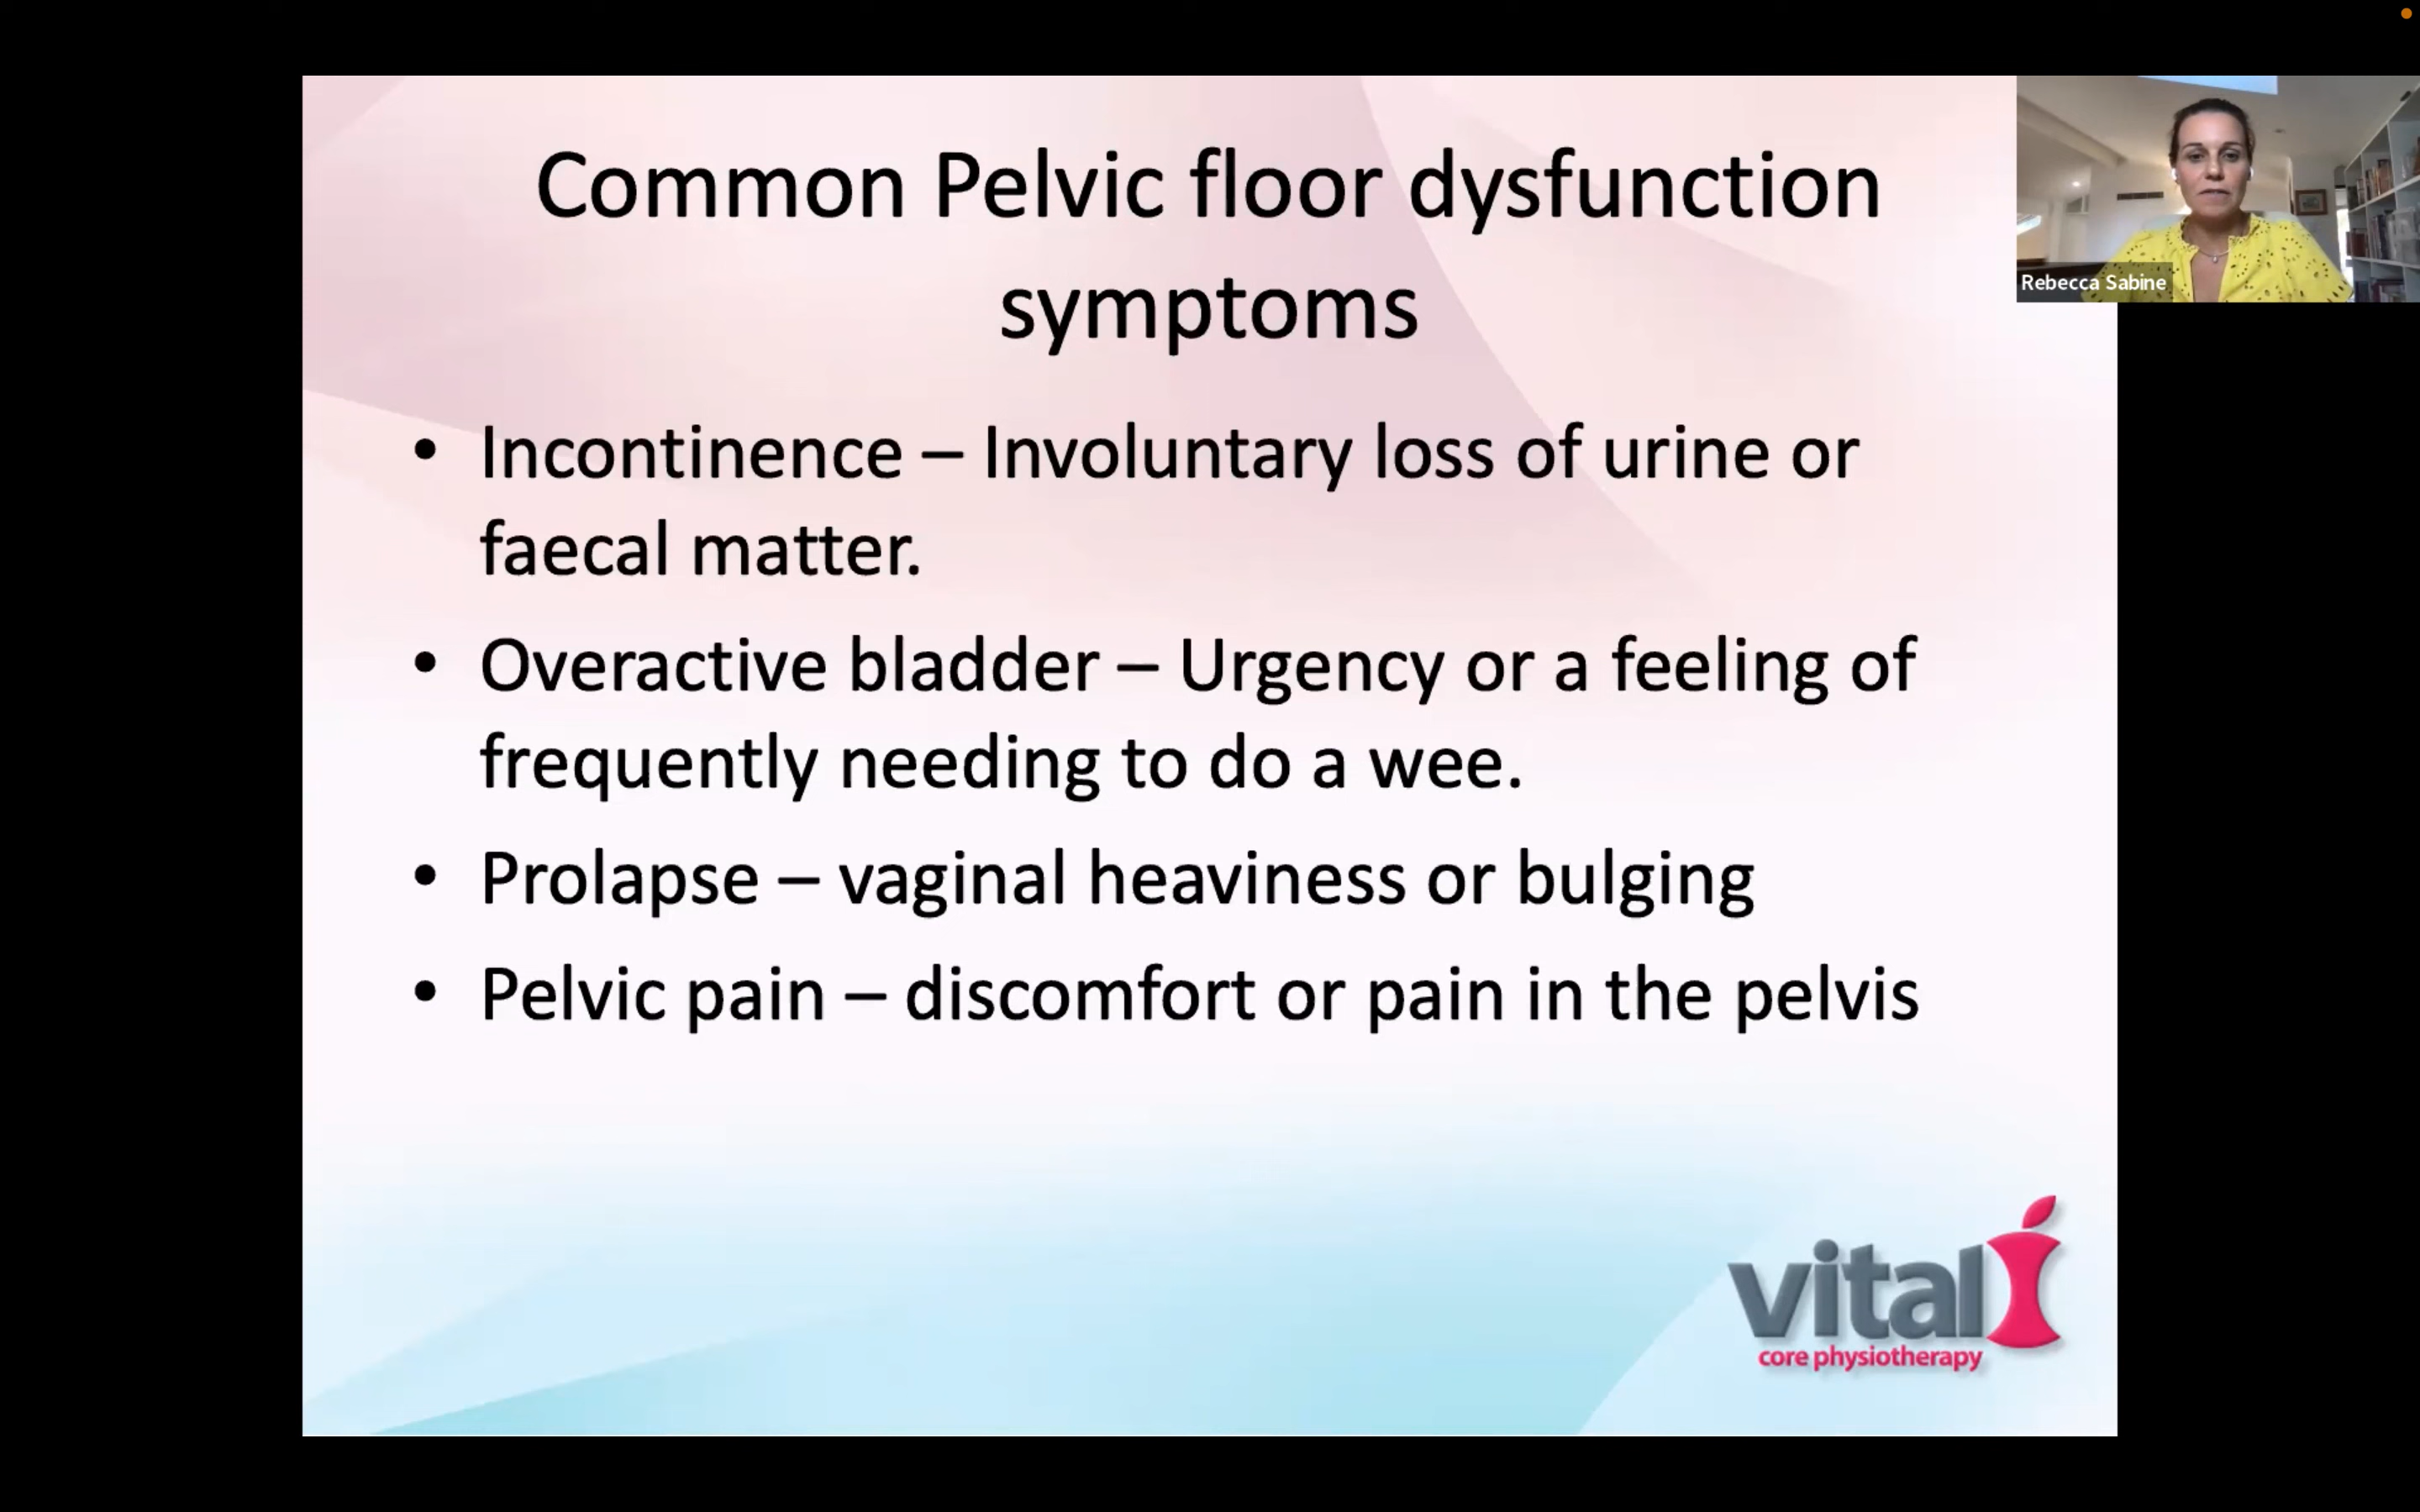 Common Pelvic floor dysfunction
symptoms
Rebecca Sabine
• Incontinence – Involuntary loss of urine or
faecal matter.
• Overactive bladder – Urgency or a feeling of
frequently needing to do a wee.
• Prolapse – vaginal heaviness or bulging
• Pelvic pain – discomfort or pain in the pelvis
vital
core physiotherapy